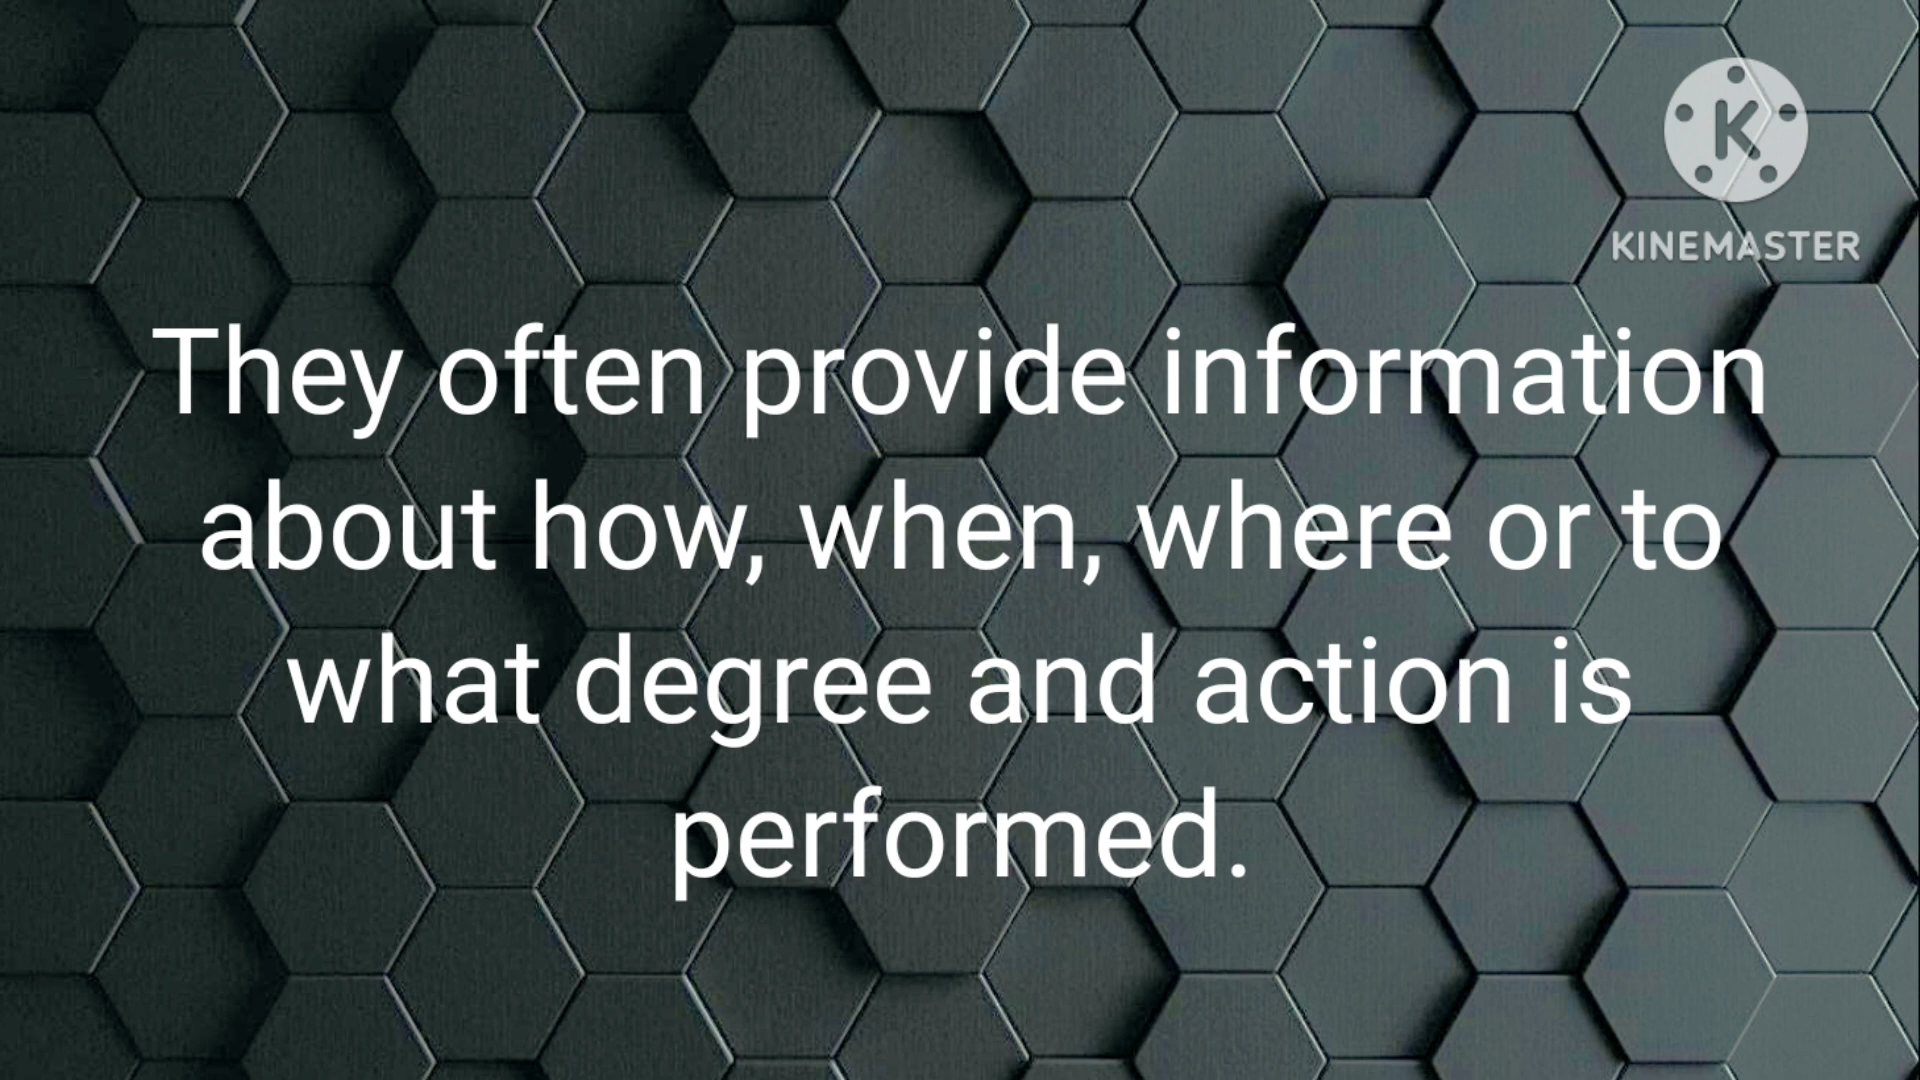 KINEMASTER
They often provide information
about how, when, where or to
what degree and action is
performed.